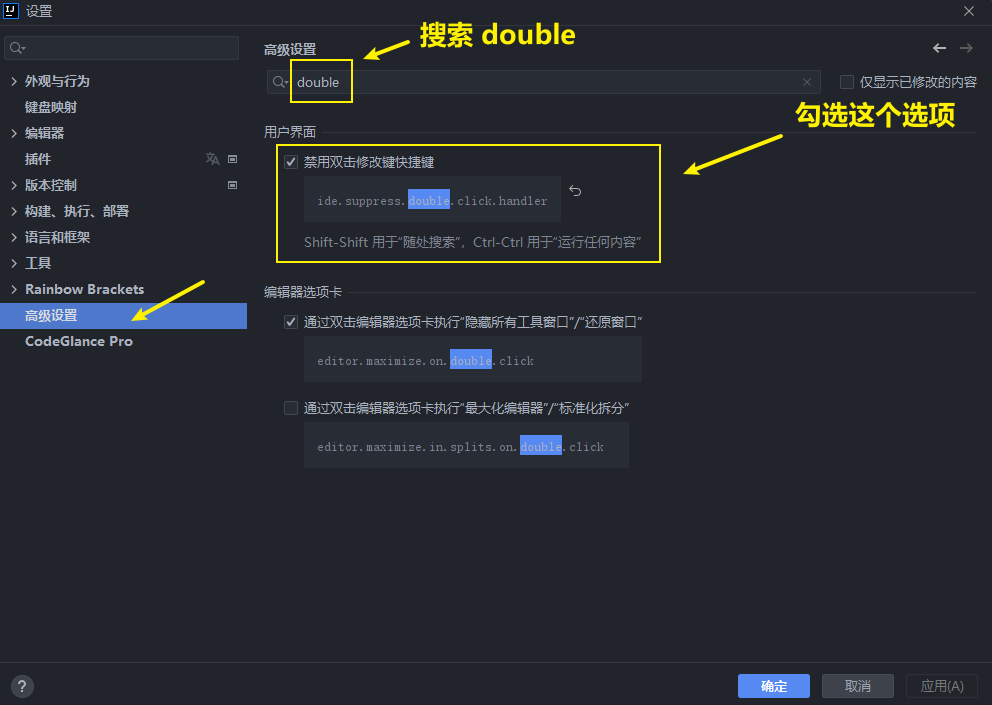 设置
搜索 double
高级设置
double
仅显示已修改的内容
外观与行为
键盘映射
编辑器
插件
版本控制
构建、执行、部署
语言和框架
工具
Rainbow Brackets
高级设置
CodeGlance Pro
勾选这个选项
用户界面
禁用双击修改键快捷键
ide.suppress.double.click.handler
Shift-Shift 用于“随处搜索”，Ctrl-Ctrl 用于“运行任何内容”
编辑器选项卡
通过双击编辑器选项卡执行“隐藏所有工具窗口”/“还原窗口”
editor.maximize.on.double.click
通过双击编辑器选项卡执行“最大化编辑器”/“标准化拆分”
editor.maximize.in.splits.on.double.click
?
确定
取消
应用(A)